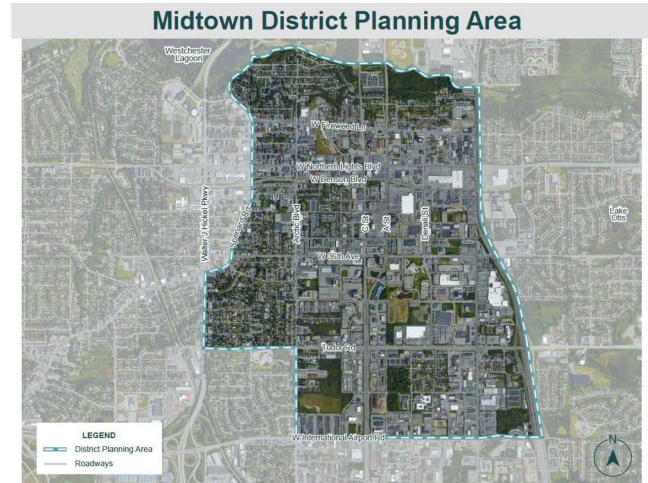 Midtown District Planning Area
Westchester
Lagoon
W Fireweed Ln
W Northern Lights Blvd
W Benson Blvd
Walter J Hickel Pkwy
Spenard Rd
Arctic Blvd
C St
A St
Denali St
Lake
Otis
W 36th Ave
Tudor Rd
W International Airport Rd
LEGEND
District Planning Area
Roadways
N